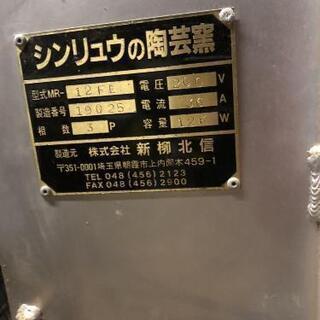 シンリュウの陶芸窯
型式MR- 12FE 電圧 200 V
製造番号 19025 電流 A
相数 3 P 容量 12K W
製造元 株式会社 新柳北信
〒351-0001埼玉県朝霞市上内間木459-1
TEL 048 (456) 2123
FAX 048 (456) 2900